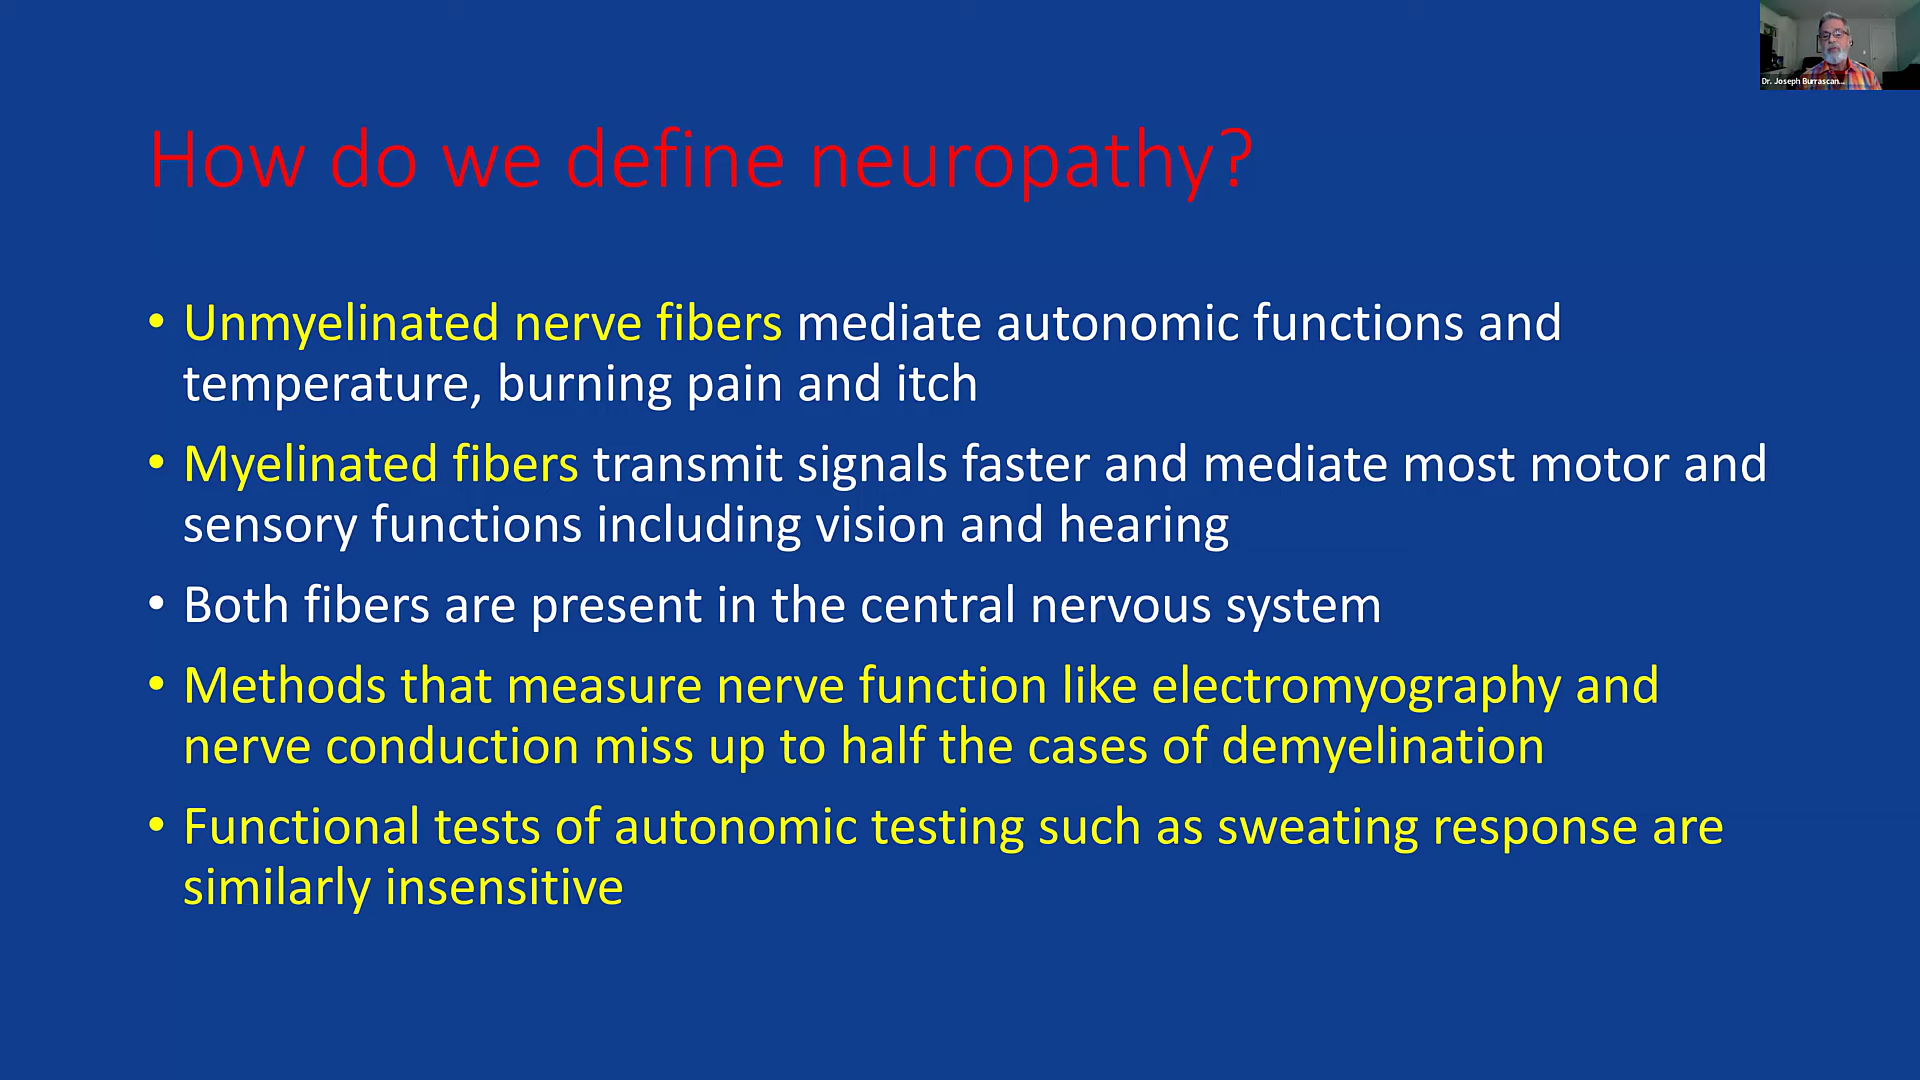 Dr. Joseph Burrascan...
How do we define neuropathy?
• Unmyelinated nerve fibers mediate autonomic functions and
temperature, burning pain and itch
• Myelinated fibers transmit signals faster and mediate most motor and
sensory functions including vision and hearing
• Both fibers are present in the central nervous system
• Methods that measure nerve function like electromyography and
nerve conduction miss up to half the cases of demyelination
• Functional tests of autonomic testing such as sweating response are
similarly insensitive